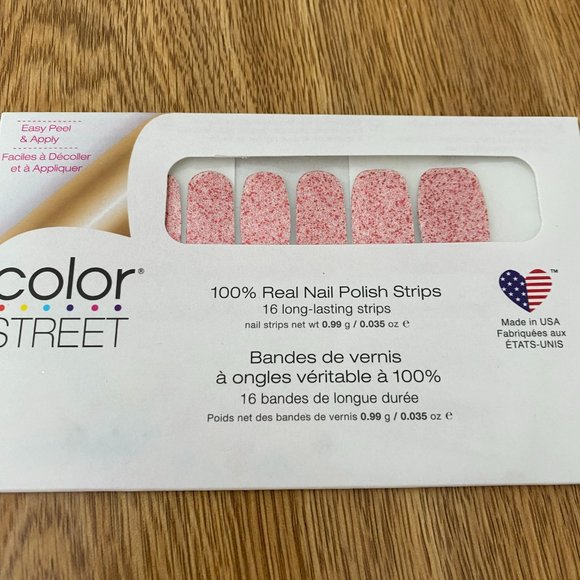 Easy Peel
& Apply
Faciles à Décoller
et à Appliquer
color®
STREET
100% Real Nail Polish Strips
16 long-lasting strips
nail strips net wt 0.99 g / 0.035 oz ℮
Bandes de vernis
à ongles véritable à 100%
16 bandes de longue durée
Poids net des bandes de vernis 0.99 g / 0.035 oz ℮
™
Made in USA
Fabriquées aux
ÉTATS-UNIS